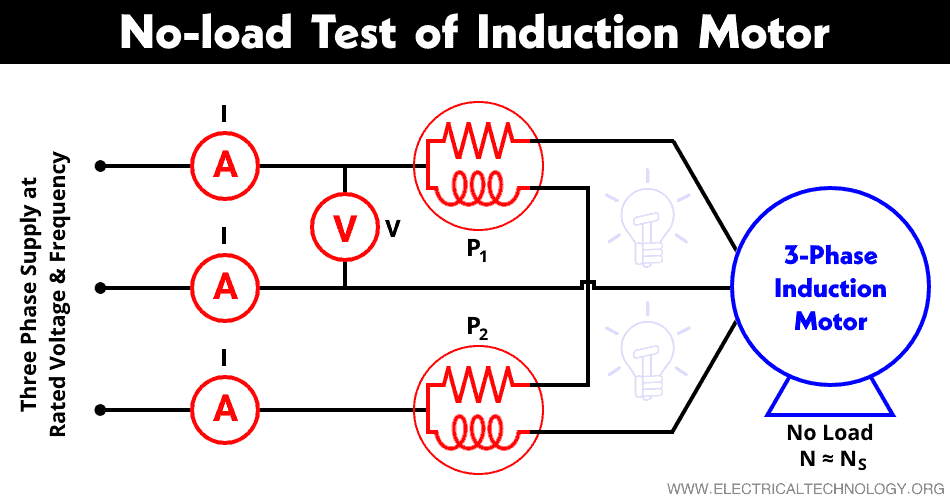 No-load Test of Induction Motor
Three Phase Supply at
Rated Voltage & Frequency
I
A
I
A
I
A
V
V
P₁
P₂
3-Phase
Induction
Motor
No Load
N ≈ Nₛ
WWW.ELECTRICALTECHNOLOGY.ORG